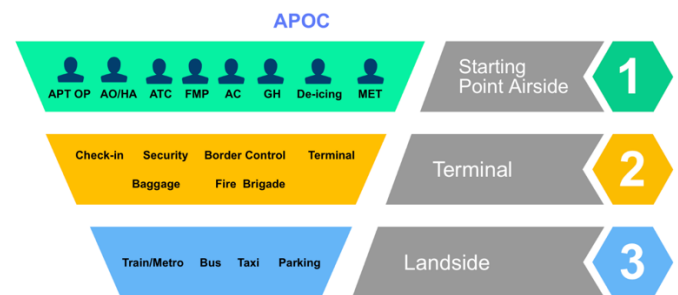 APOC
APT OP AO/HA ATC FMP AC GH De-icing MET
Starting
Point Airside
1
Check-in Security Border Control Terminal
Baggage Fire Brigade
Terminal
2
Train/Metro Bus Taxi Parking
Landside
3